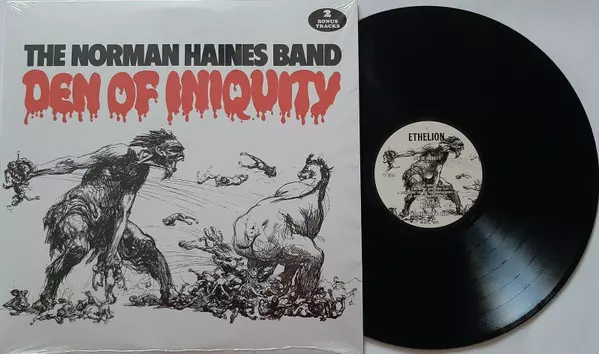 2
BONUS
TRACKS
THE NORMAN HAINES BAND
DEN OF INIQUITY
ETHELION